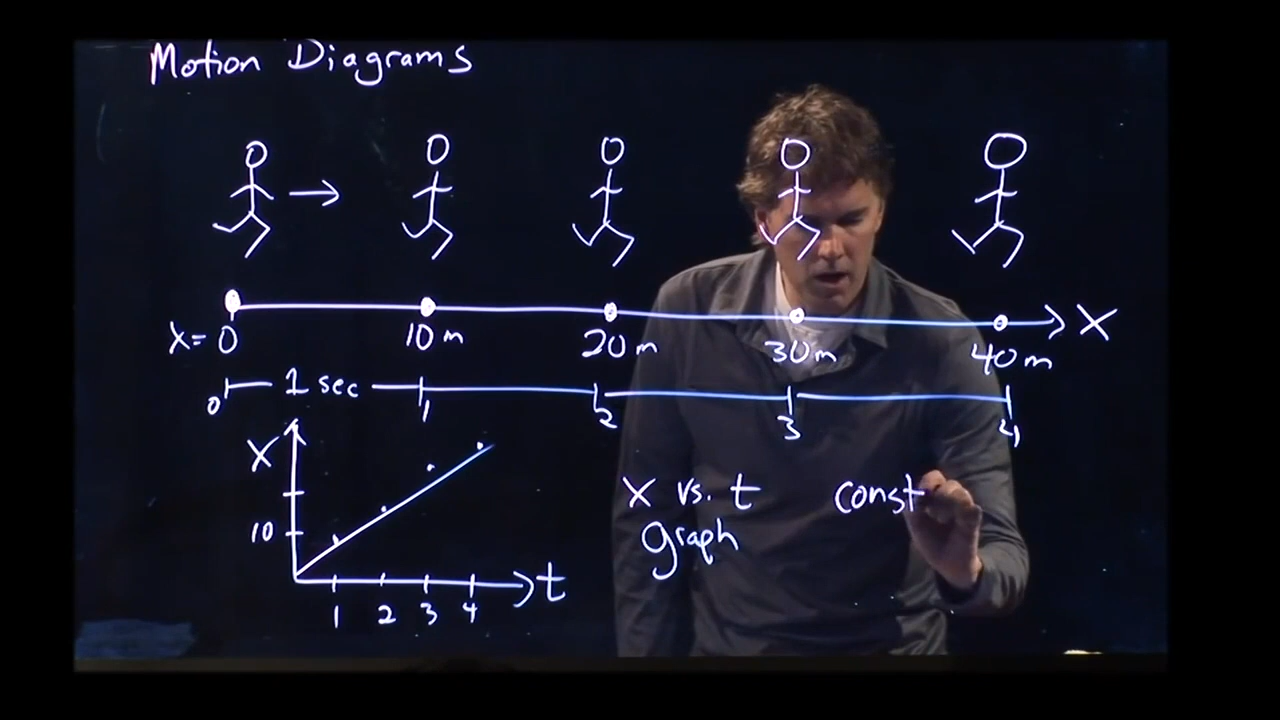 Motion Diagrams
X= 0 10 m 20 m 30 m 40 m X
0 1 sec 1 2 3 4
X
10
1 2 3 4 t
X vs. t
graph
const